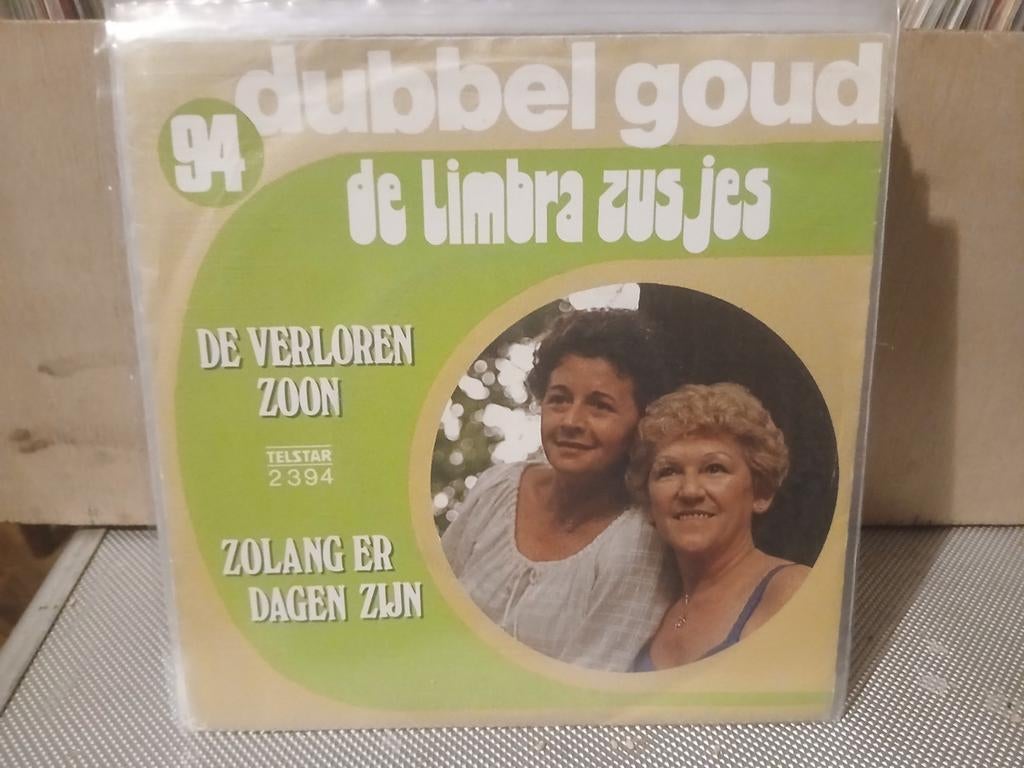 dubbel goud
94
de Limbra zusjes
DE VERLOREN
ZOON
TELSTAR
2394
ZOLANG ER
DAGEN ZIJN